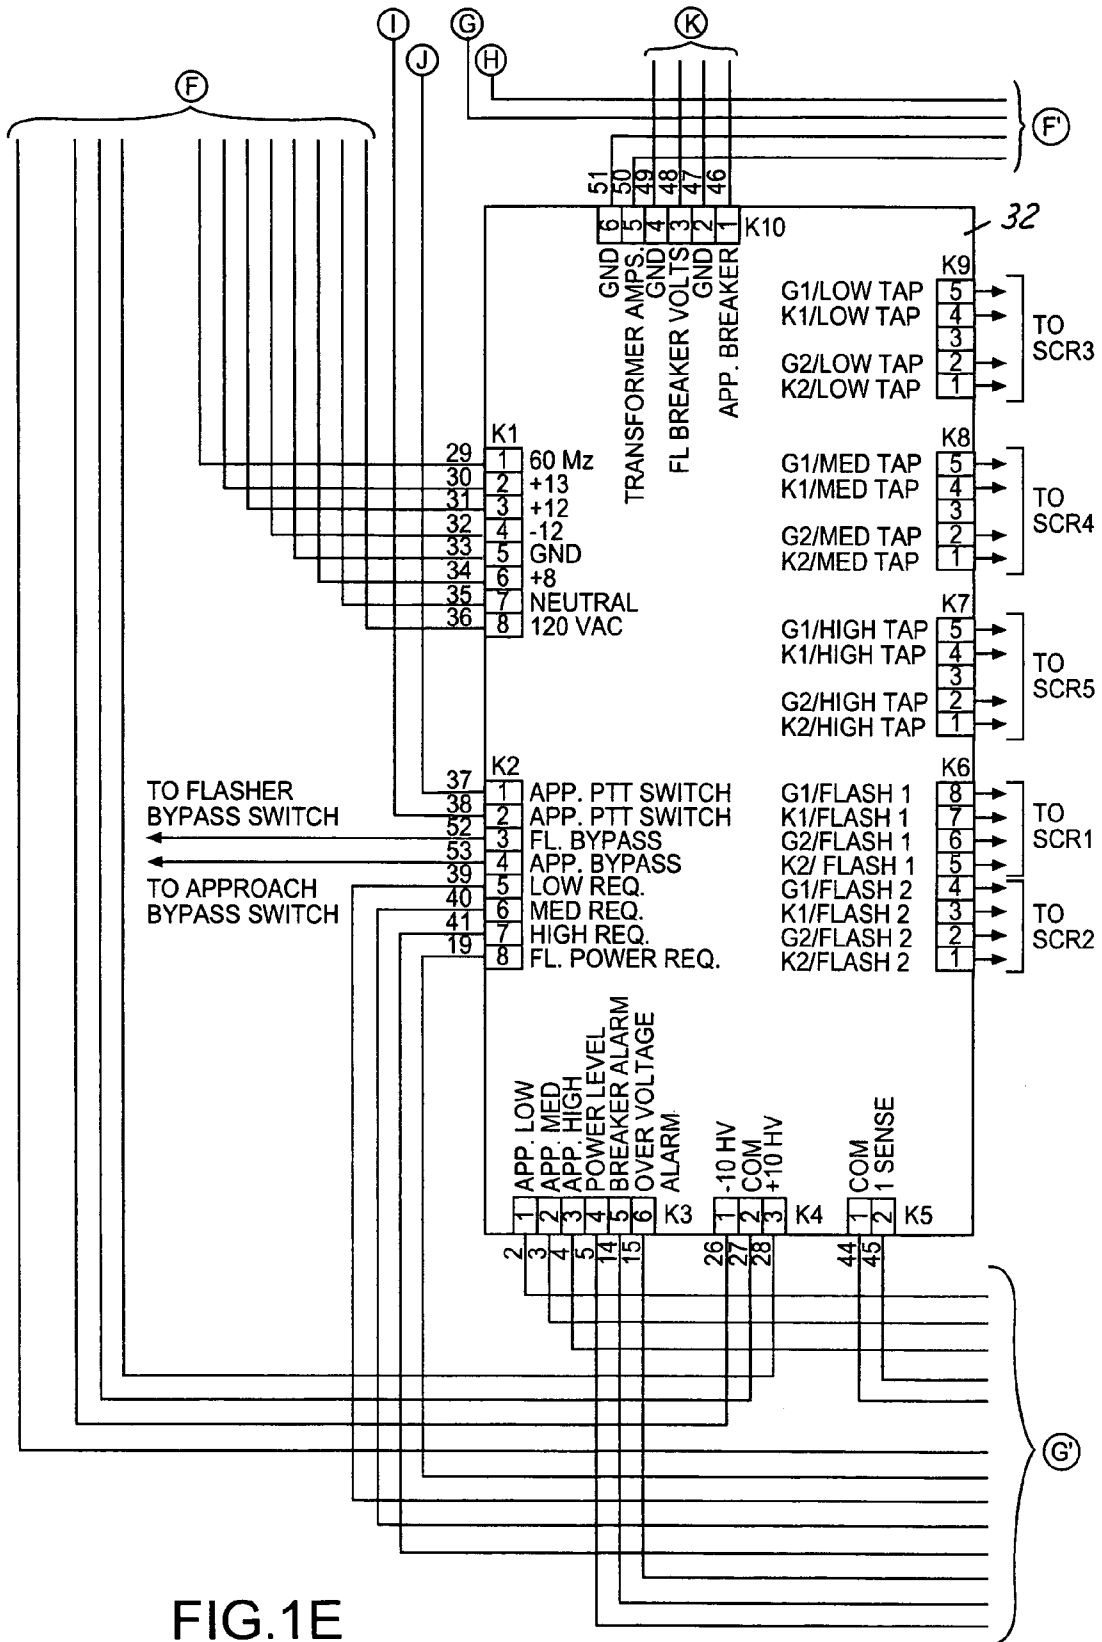 I
G
K
J
H
F
F'
51
50
49
48
47
46
6
5
4
3
2
1
K10
32
GND
TRANSFORMER AMPS.
GND
FL BREAKER VOLTS
GND
APP. BREAKER
K9
G1/LOW TAP 5
K1/LOW TAP 4
3
G2/LOW TAP 2
K2/LOW TAP 1
TO
SCR3
K8
G1/MED TAP 5
K1/MED TAP 4
3
G2/MED TAP 2
K2/MED TAP 1
TO
SCR4
K7
G1/HIGH TAP 5
K1/HIGH TAP 4
3
G2/HIGH TAP 2
K2/HIGH TAP 1
TO
SCR5
K1
29 1 60 Mz
30 2 +13
31 3 +12
32 4 -12
33 5 GND
34 6 +8
35 7 NEUTRAL
36 8 120 VAC
K2
37 1 APP. PTT SWITCH
38 2 APP. PTT SWITCH
52 3 FL. BYPASS
53 4 APP. BYPASS
39 5 LOW REQ.
40 6 MED REQ.
41 7 HIGH REQ.
19 8 FL. POWER REQ.
TO FLASHER
BYPASS SWITCH
TO APPROACH
BYPASS SWITCH
K6
G1/FLASH 1 8
K1/FLASH 1 7
G2/FLASH 1 6
K2/ FLASH 1 5
G1/FLASH 2 4
K1/FLASH 2 3
G2/FLASH 2 2
K2/FLASH 2 1
TO
SCR1
TO
SCR2
APP. LOW
APP. MED
APP. HIGH
POWER LEVEL
BREAKER ALARM
OVER VOLTAGE
ALARM
1
2
3
4
5
6
K3
2
3
4
5
14
15
-10 HV
COM
+10 HV
1
2
3
K4
26
27
28
COM
1 SENSE
1
2
K5
44
45
G'
FIG.1E